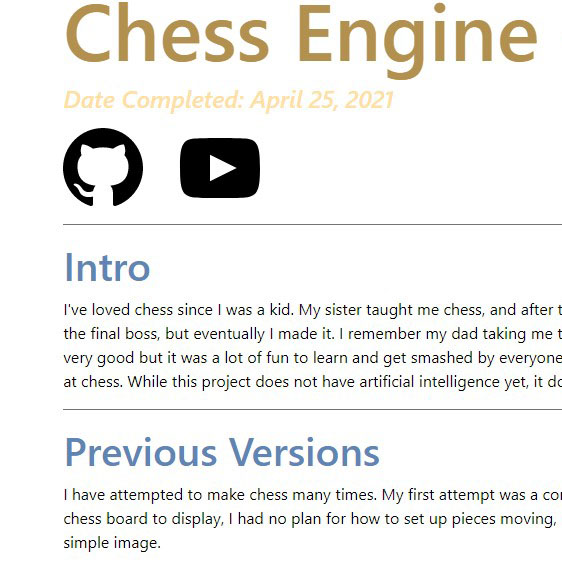 Chess Engine
Date Completed: April 25, 2021
Intro
I've loved chess since I was a kid. My sister taught me chess, and after
the final boss, but eventually I made it. I remember my dad taking me
very good but it was a lot of fun to learn and get smashed by everyone
at chess. While this project does not have artificial intelligence yet, it
Previous Versions
I have attempted to make chess many times. My first attempt was a
chess board to display, I had no plan for how to set up pieces moving,
simple image.